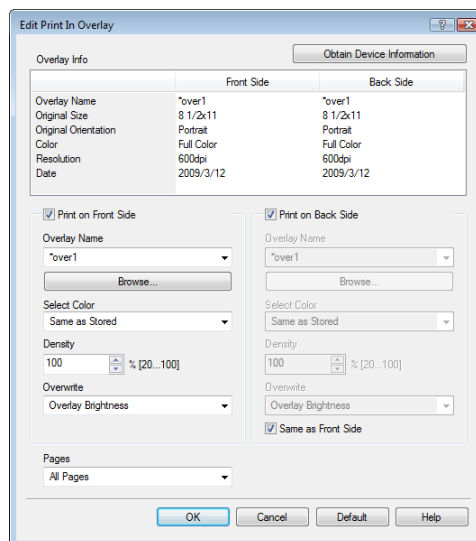 Edit Print In Overlay
Overlay Info
Obtain Device Information
Front Side Back Side
Overlay Name *over1 *over1
Original Size 8 1/2x11 8 1/2x11
Original Orientation Portrait Portrait
Color Full Color Full Color
Resolution 600dpi 600dpi
Date 2009/3/12 2009/3/12
Print on Front Side
Overlay Name
*over1
Browse...
Select Color
Same as Stored
Density
100 % [20...100]
Overwrite
Overlay Brightness
Print on Back Side
Overlay Name
*over1
Browse...
Select Color
Same as Stored
Density
100 % [20...100]
Overwrite
Overlay Brightness
Same as Front Side
Pages
All Pages
OK Cancel Default Help